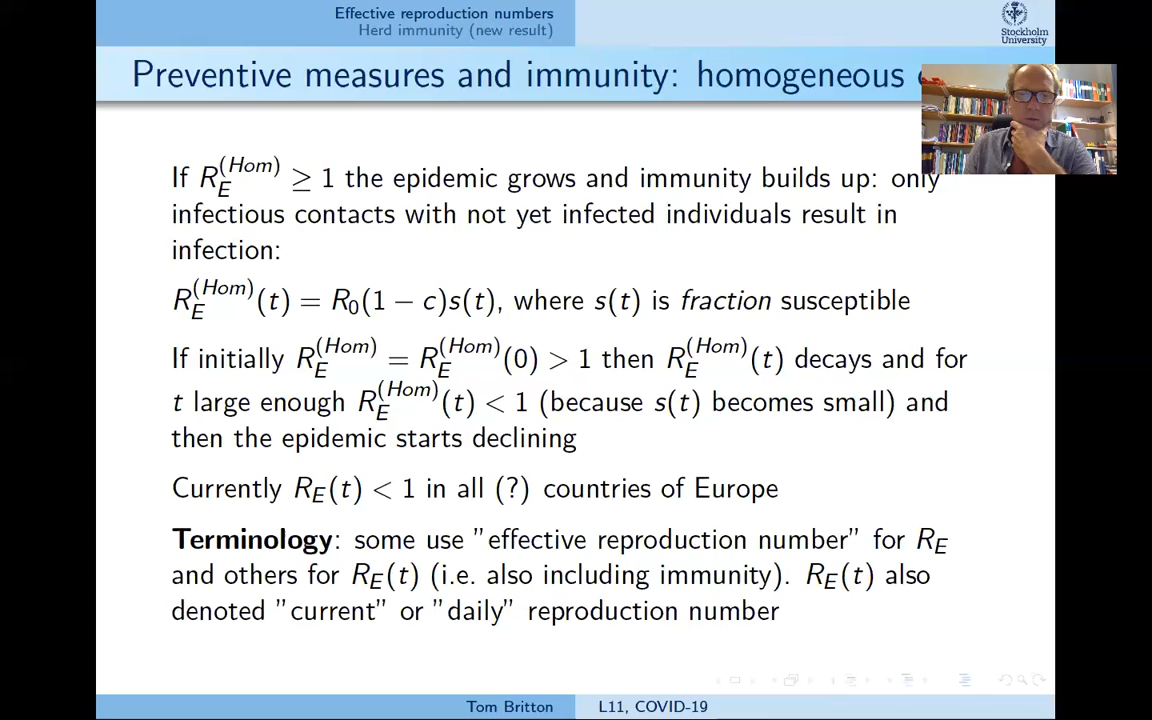 Effective reproduction numbers
Herd immunity (new result)
Stockholm
University
Preventive measures and immunity: homogeneous
If R_E^(Hom) ≥ 1 the epidemic grows and immunity builds up: only
infectious contacts with not yet infected individuals result in
infection:
R_E^(Hom)(t) = R_0(1 − c)s(t), where s(t) is fraction susceptible
If initially R_E^(Hom) = R_E^(Hom)(0) > 1 then R_E^(Hom)(t) decays and for
t large enough R_E^(Hom)(t) < 1 (because s(t) becomes small) and
then the epidemic starts declining
Currently R_E(t) < 1 in all (?) countries of Europe
Terminology: some use "effective reproduction number" for R_E
and others for R_E(t) (i.e. also including immunity). R_E(t) also
denoted "current" or "daily" reproduction number
Tom Britton
L11, COVID-19